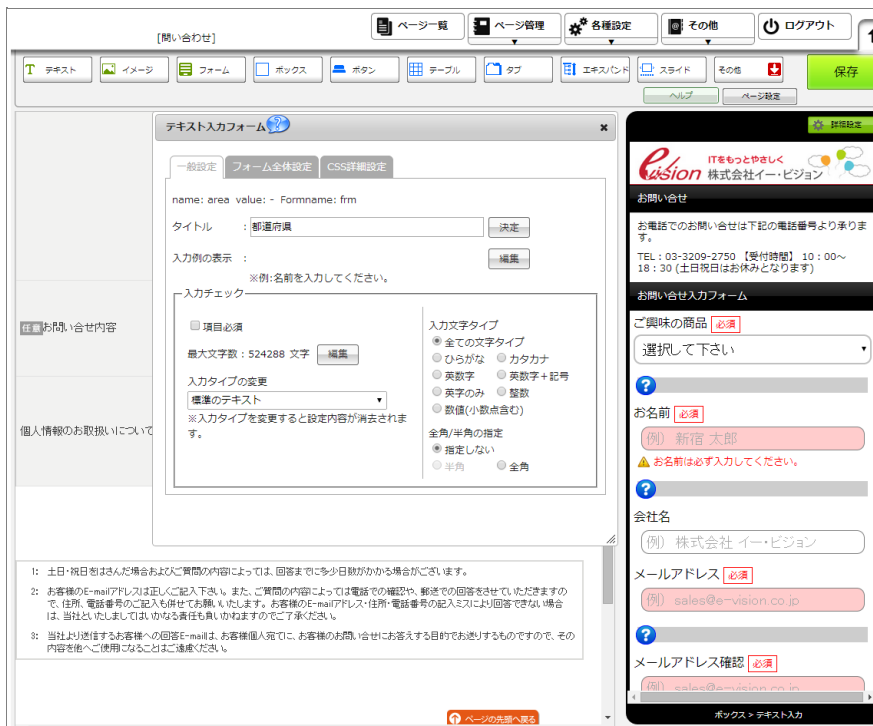 [問い合わせ]
ページ一覧
ページ管理
各種設定
その他
ログアウト
テキスト
イメージ
フォーム
ボックス
ボタン
テーブル
タブ
エキスパンド
スライド
その他
保存
ヘルプ
ページ設定
テキスト入力フォーム
一般設定
フォーム全体設定
CSS詳細設定
name: area value: - Formname: frm
タイトル : 都道府県
決定
入力例の表示 :
編集
※例:名前を入力してください。
入力チェック
項目必須
最大文字数 : 524288 文字
編集
入力タイプの変更
標準のテキスト
※入力タイプを変更すると設定内容が消去されま
す。
入力文字タイプ
全ての文字タイプ
ひらがな カタカナ
英数字 英数字+記号
英字のみ 整数
数値(小数点含む)
全角/半角の指定
指定しない
半角 全角
任意お問い合せ内容
個人情報のお取扱いについて
1: 土日・祝日をはさんだ場合およびご質問の内容によっては、回答までに多少日数がかかる場合がございます。
2: お客様のE-mailアドレスは正しくご記入下さい。また、ご質問の内容によっては電話での確認や、郵送での回答をさせていただきますの
で、住所、電話番号のご記入も併せてお願いいたします。お客様のE-mailアドレス・住所・電話番号の記入ミスにより回答できない場合
は、当社といたしましてはいかなる責任も負いかねますのでご了承ください。
3: 当社より送信するお客様への回答E-mailは、お客様個人宛てに、お客様のお問い合せにお答えする目的でお送りするものですので、その
内容を他へご使用になることはご遠慮ください。
ページの先頭へ戻る
詳細設定
e-vision
ITをもっとやさしく
株式会社イー・ビジョン
お問い合せ
お電話でのお問い合せは下記の電話番号より承りま
す。
TEL : 03-3209-2750 【受付時間】 10 : 00～
18 : 30 (土日祝日はお休みとなります)
お問い合せ入力フォーム
ご興味の商品 必須
選択して下さい
お名前 必須
例) 新宿 太郎
お名前は必ず入力してください。
会社名
(例) 株式会社 イー・ビジョン
メールアドレス 必須
(例) sales@e-vision.co.jp
メールアドレス確認 必須
(例) sales@e-vision.co.jp
ボックス > テキスト入力